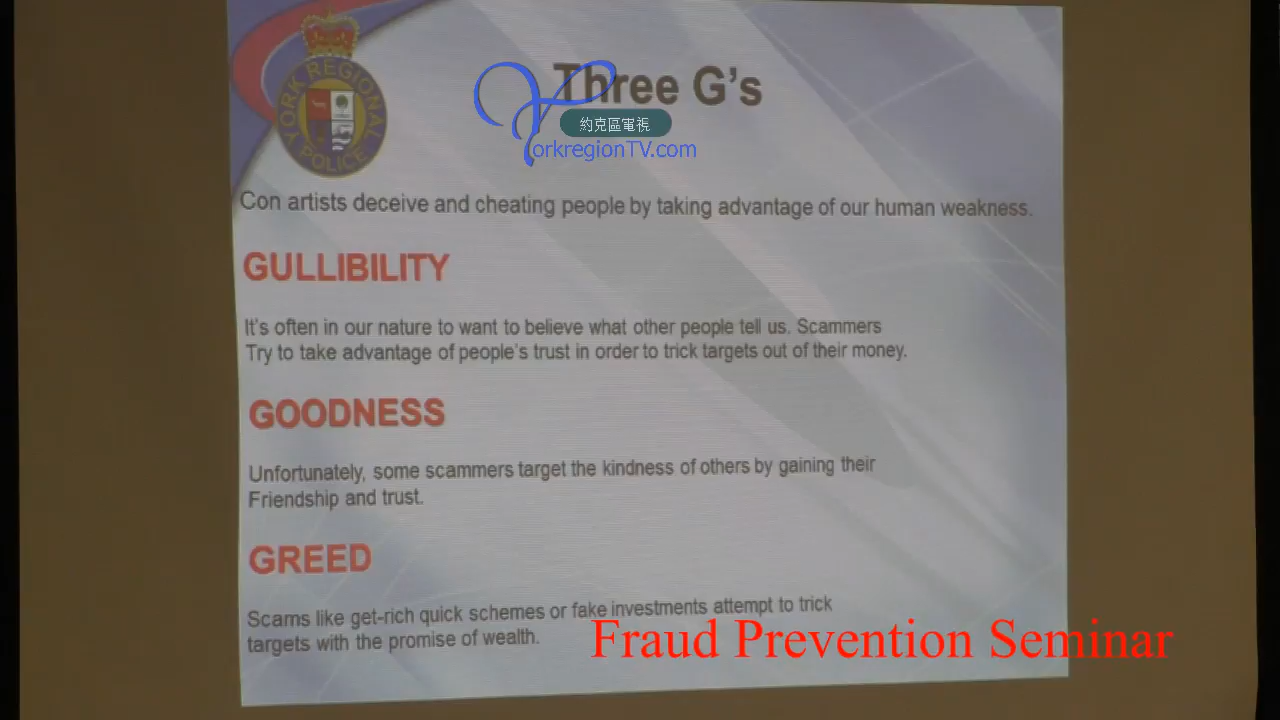 YORK REGIONAL
POLICE
Three G's
約克區電視
YorkregionTV.com
Con artists deceive and cheating people by taking advantage of our human weakness.
GULLIBILITY
It's often in our nature to want to believe what other people tell us. Scammers
Try to take advantage of people's trust in order to trick targets out of their money.
GOODNESS
Unfortunately, some scammers target the kindness of others by gaining their
Friendship and trust.
GREED
Scams like get-rich quick schemes or fake investments attempt to trick
targets with the promise of wealth.
Fraud Prevention Seminar